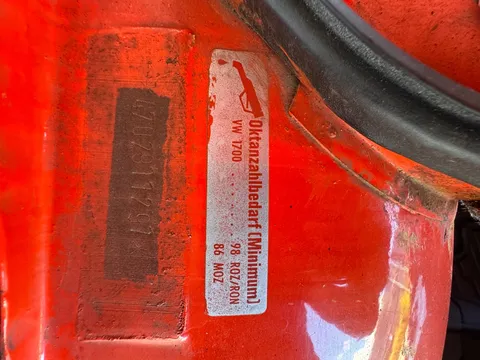 Oktanzahlbedarf (Minimum)
VW 1700 . . . . . . 98 ROZ/RON
86 MOZ